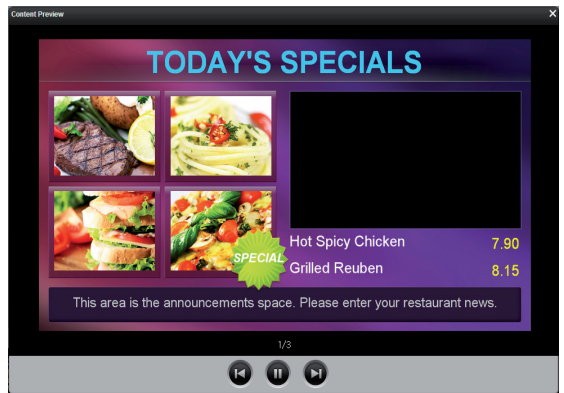 Content Preview
TODAY'S SPECIALS
SPECIAL
Hot Spicy Chicken 7.90
Grilled Reuben 8.15
This area is the announcements space. Please enter your restaurant news.
1/3